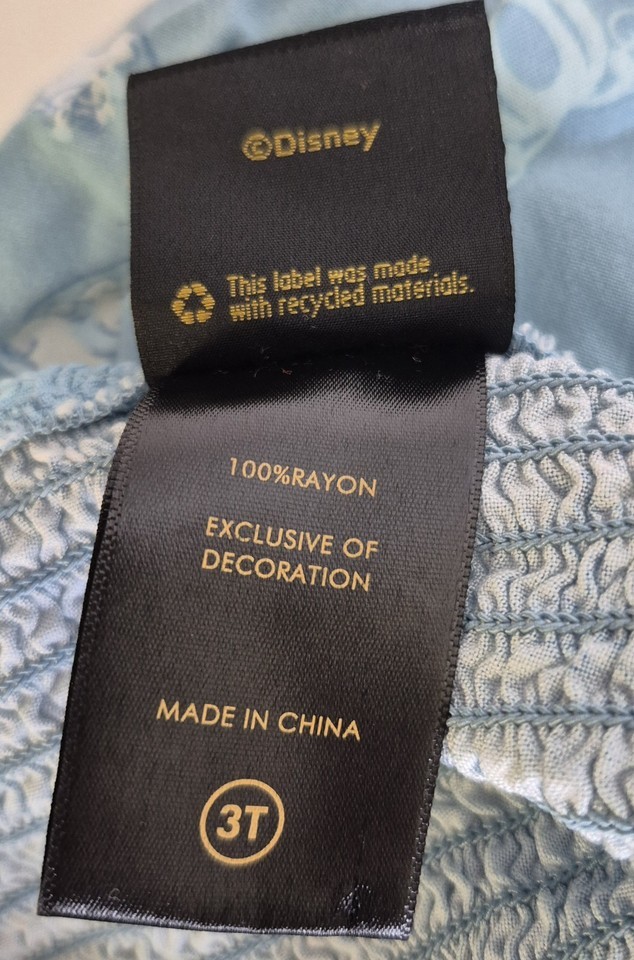 ©Disney
This label was made
with recycled materials.
100%RAYON
EXCLUSIVE OF
DECORATION
MADE IN CHINA
3T